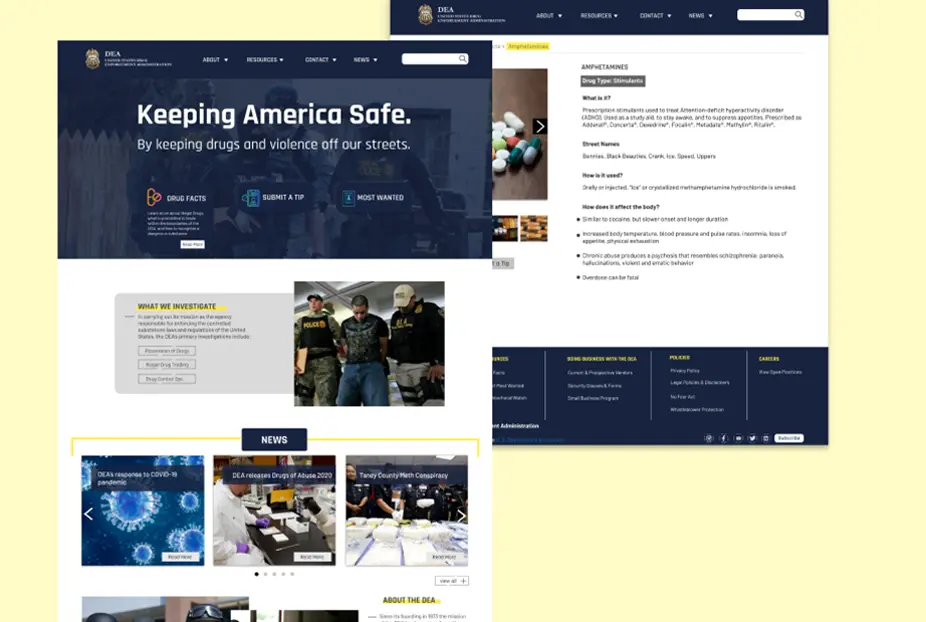 DEA
UNITED STATES DRUG
ENFORCEMENT ADMINISTRATION
ABOUT
RESOURCES
CONTACT
NEWS
Amphetamines
AMPHETAMINES
Drug Type: Stimulants
What is it?
Prescription stimulants used to treat Attention-deficit hyperactivity disorder
(ADHD). Used as a study aid, to stay awake, and to suppress appetites. Prescribed as
Adderall®, Concerta®, Dexedrine®, Focalin®, Metadate®, Methylin®, Ritalin®.
Street Names
Bennies, Black Beauties, Crank, Ice, Speed, Uppers
How is it used?
Orally or injected. "Ice" or crystallized methamphetamine hydrochloride is smoked.
How does it affect the body?
Similar to cocaine, but slower onset and longer duration
Increased body temperature, blood pressure and pulse rates, insomnia, loss of
appetite, physical exhaustion
Chronic abuse produces a psychosis that resembles schizophrenia: paranoia,
hallucinations, violent and erratic behavior
Overdose can be fatal
a Tip
DOING BUSINESS WITH THE DEA
Current & Prospective Vendors
Small Business Program
POLICIES
Privacy Policy
Legal Policies & Disclaimers
No Fear Act
Whistleblower Protection
CAREERS
View Open Positions
ent Administration
Subscribe
DEA
UNITED STATES DRUG
ENFORCEMENT ADMINISTRATION
ABOUT
RESOURCES
CONTACT
NEWS
Keeping America Safe.
By keeping drugs and violence off our streets.
DRUG FACTS
SUBMIT A TIP
MOST WANTED
Read More
WHAT WE INVESTIGATE
In carrying out its mission as the agency
responsible for enforcing the controlled
substances laws and regulations of the United
States, the DEA's primary investigations include:
Possession of Drugs
Illegal Drug Trafficking
POLICE
DEA
NEWS
DEA's response to COVID-19
pandemic
Read More
DEA releases Drugs of Abuse 2020
Read More
Taney County Meth Conspiracy
Read More
view all +
ABOUT THE DEA
Since its founding in 1973 the mission